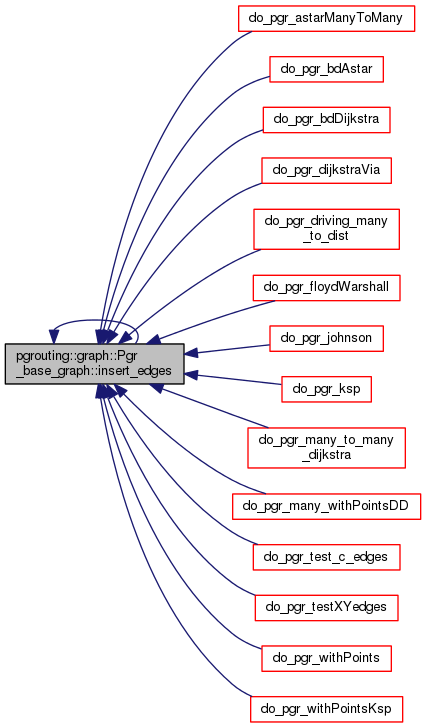 do_pgr_astarManyToMany
do_pgr_bdAstar
do_pgr_bdDijkstra
do_pgr_dijkstraVia
do_pgr_driving_many
_to_dist
do_pgr_floydWarshall
do_pgr_johnson
pgrouting::graph::Pgr
_base_graph::insert_edges
do_pgr_ksp
do_pgr_many_to_many
_dijkstra
do_pgr_many_withPointsDD
do_pgr_test_c_edges
do_pgr_testXYedges
do_pgr_withPoints
do_pgr_withPointsKsp